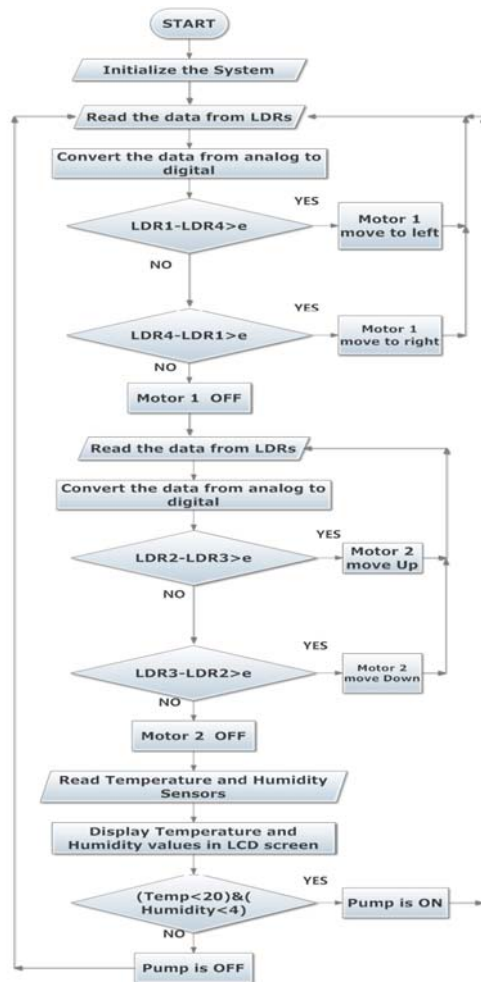 START
Initialize the System
Read the data from LDRs
Convert the data from analog to
digital
YES
LDR1-LDR4>e
Motor 1
move to left
NO
YES
LDR4-LDR1>e
Motor 1
move to right
NO
Motor 1 OFF
Read the data from LDRs
Convert the data from analog to
digital
YES
LDR2-LDR3>e
Motor 2
move Up
NO
YES
LDR3-LDR2>e
Motor 2
move Down
NO
Motor 2 OFF
Read Temperature and Humidity
Sensors
Display Temperature and
Humidity values in LCD screen
YES
(Temp<20)&(
Humidity<4)
Pump is ON
NO
Pump is OFF